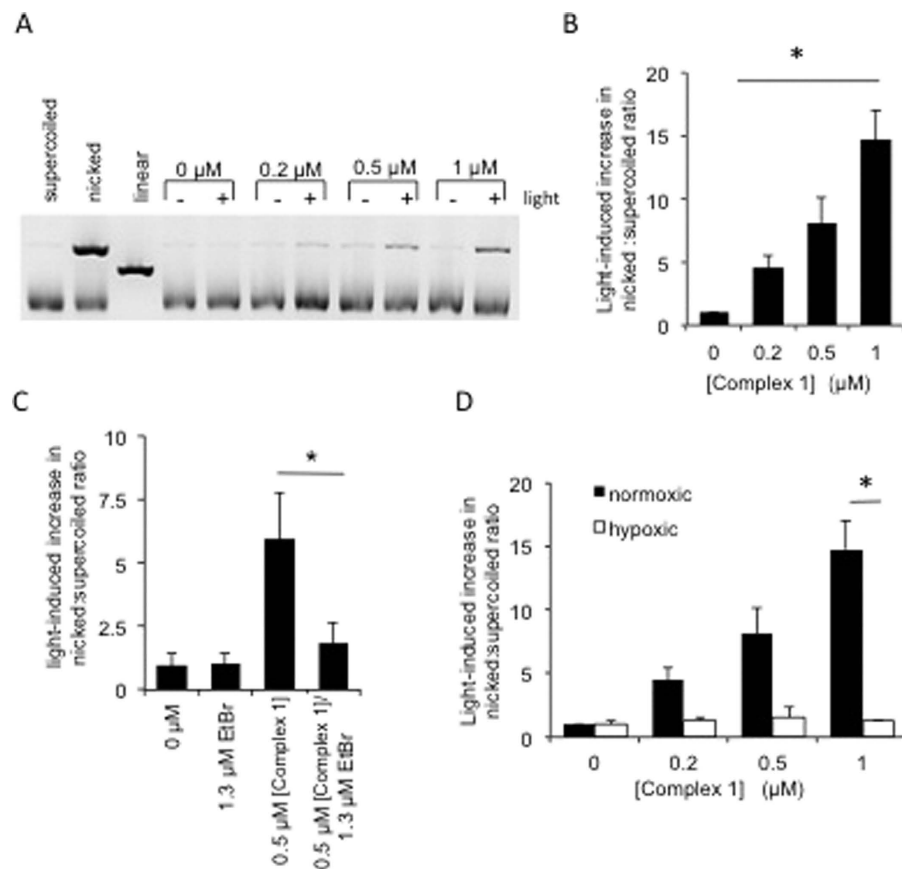 A
supercoiled
nicked
linear
0 µM
0.2 µM
0.5 µM
1 µM
- + - + - + - + light
B
Light-induced increase in
nicked :supercoiled ratio
20
15
10
5
0
*
0 0.2 0.5 1
[Complex 1] (µM)
C
light-induced increase in
nicked:supercoiled ratio
10
7.5
5
2.5
0
*
0 µM
1.3 µM EtBr
0.5 µM [Complex 1]
0.5 µM [Complex 1]/
1.3 µM EtBr
D
Light-induced increase in
nicked:supercoiled ratio
20
15
10
5
0
normoxic
hypoxic
*
0 0.2 0.5 1
[Complex 1] (µM)